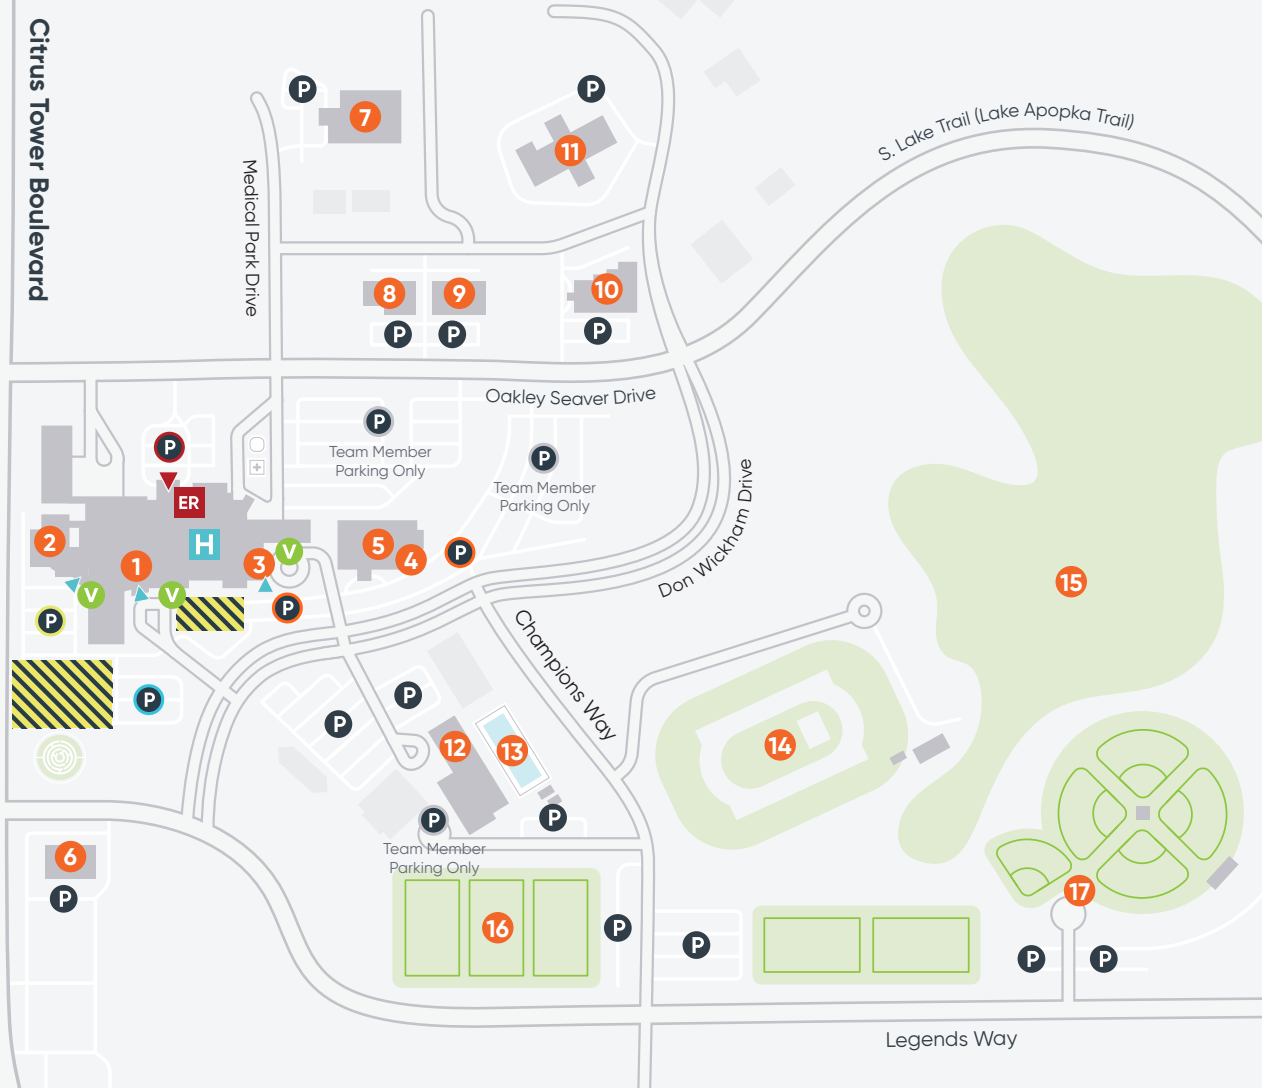 Citrus Tower Boulevard
P
7
P
11
S. Lake Trail (Lake Apopka Trail)
Medical Park Drive
8
9
10
P
P
P
Oakley Seaver Drive
P
Team Member
Parking Only
P
Team Member
Parking Only
P
ER
H
2
1
3
V
5
4
P
V
V
P
P
Don Wickham Drive
15
Champions Way
P
P
P
12
13
14
P
Team Member
Parking Only
P
6
P
16
P
P
17
P
P
Legends Way